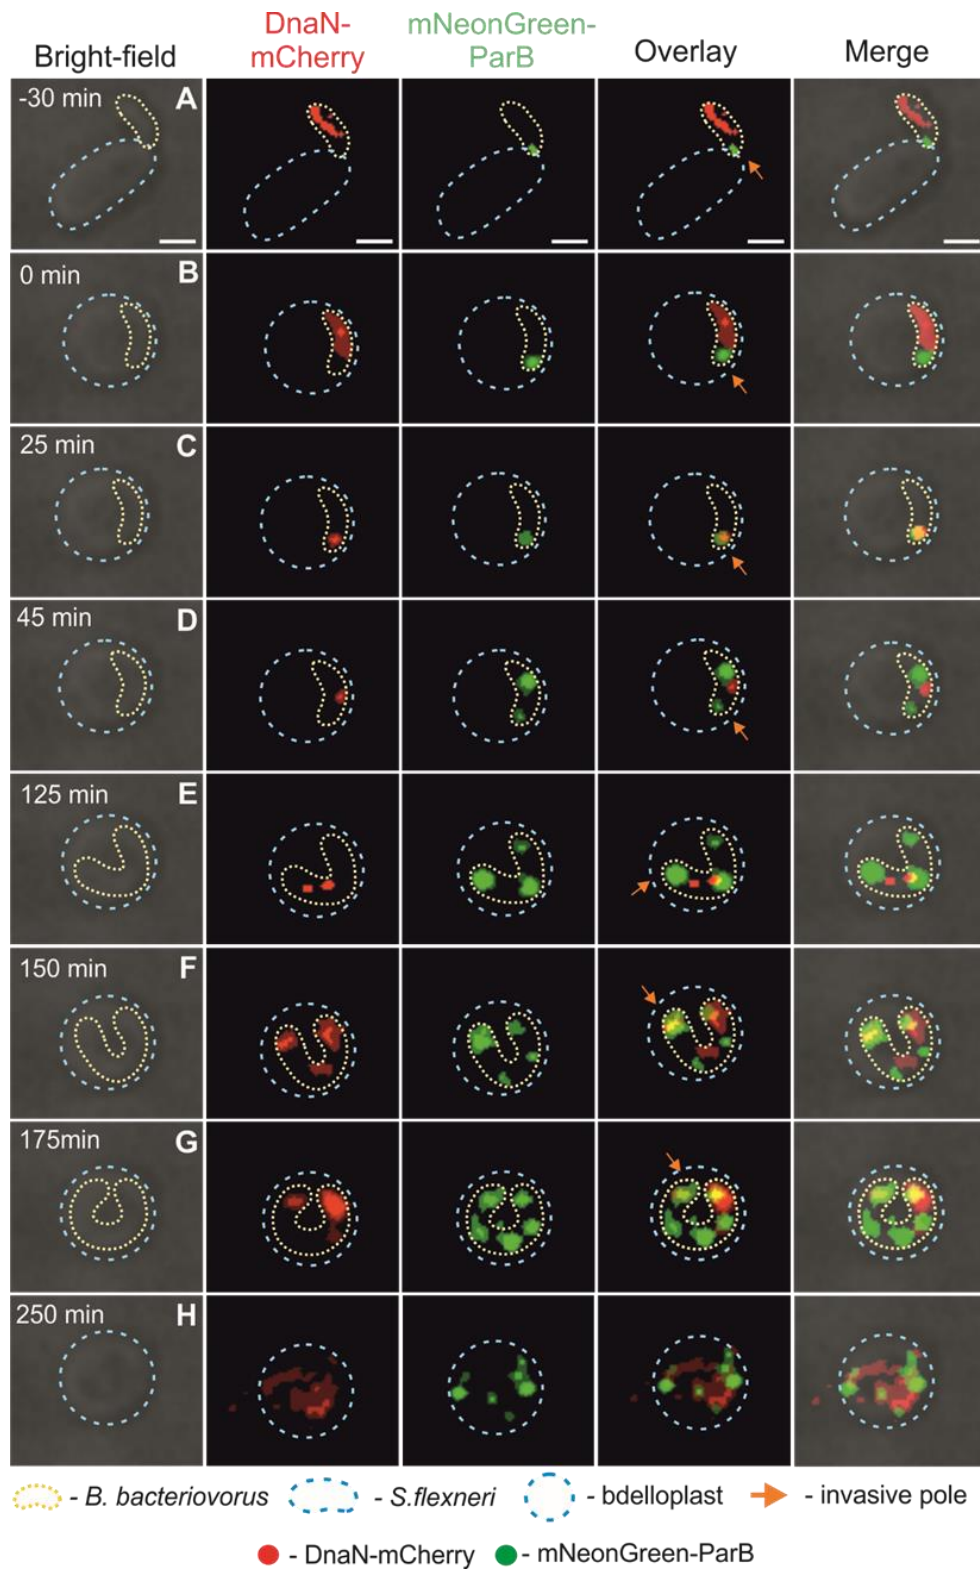 DnaN-
mCherry
mNeonGreen-
ParB
Bright-field
Overlay
Merge
-30 min
A
0 min
B
25 min
C
45 min
D
125 min
E
150 min
F
175min
G
250 min
H
- B. bacteriovorus
- S.flexneri
- bdelloplast
- invasive pole
- DnaN-mCherry
- mNeonGreen-ParB